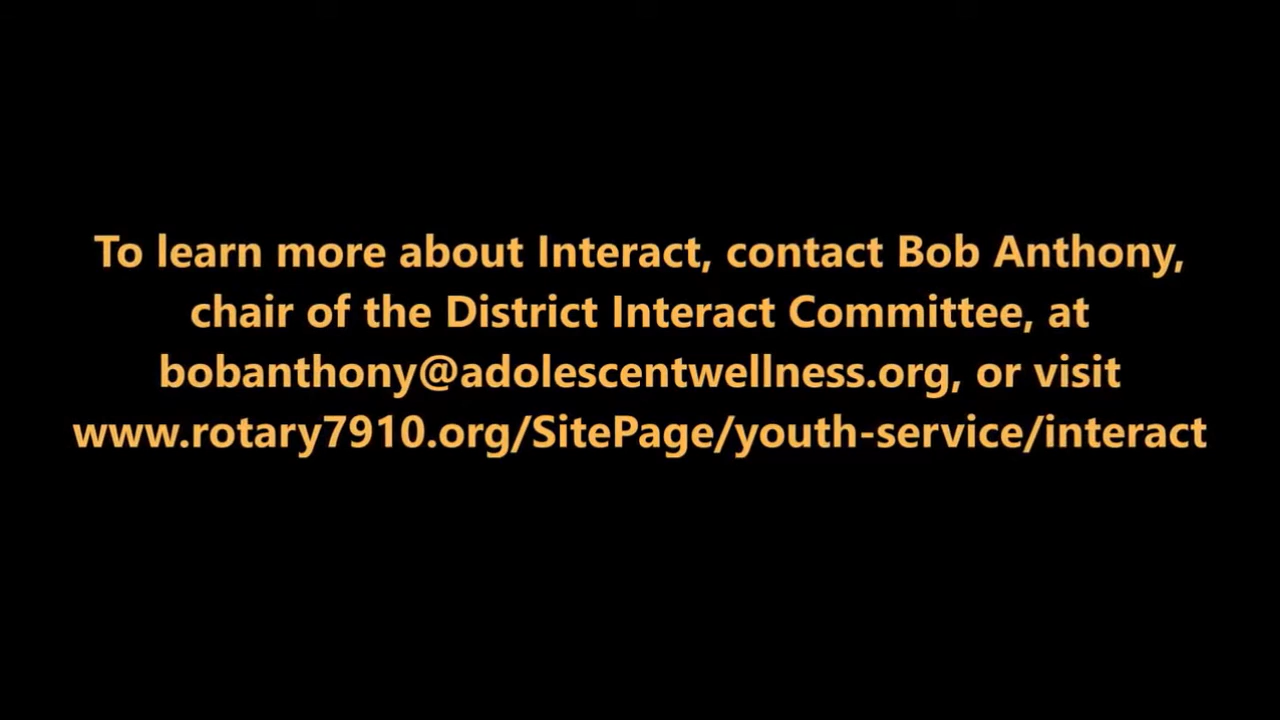 To learn more about Interact, contact Bob Anthony,
chair of the District Interact Committee, at
bobanthony@adolescentwellness.org, or visit
www.rotary7910.org/SitePage/youth-service/interact